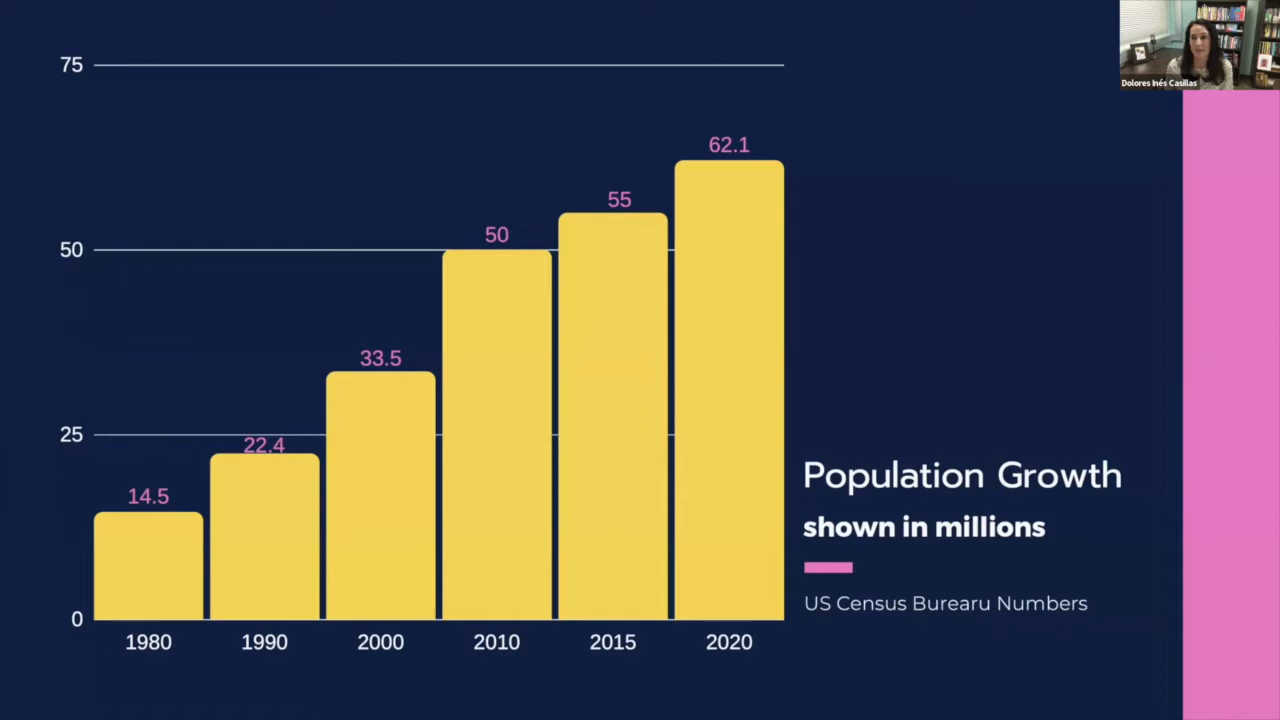 Dolores Inés Casillas
75
62.1
55
50
50
33.5
25
22.4
14.5
0
1980 1990 2000 2010 2015 2020
Population Growth
shown in millions
US Census Burearu Numbers